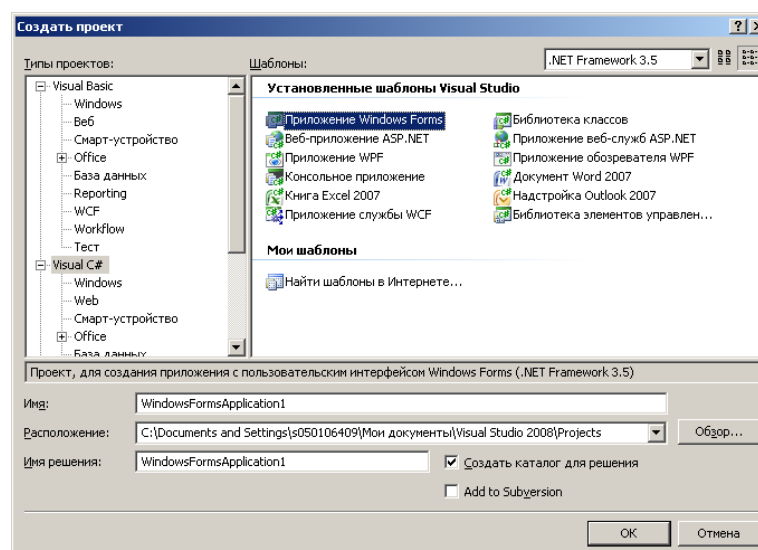 Создать проект
Типы проектов:
Шаблоны:
.NET Framework 3.5
Visual Basic
Windows
Веб
Смарт-устройство
Office
База данных
Reporting
WCF
Workflow
Тест
Visual C#
Windows
Web
Смарт-устройство
Office
База данных
Установленные шаблоны Visual Studio
Приложение Windows Forms
Библиотека классов
Веб-приложение ASP.NET
Приложение веб-служб ASP.NET
Приложение WPF
Приложение обозревателя WPF
Консольное приложение
Документ Word 2007
Книга Excel 2007
Надстройка Outlook 2007
Приложение службы WCF
Библиотека элементов управлен...
Мои шаблоны
Найти шаблоны в Интернете...
Проект, для создания приложения с пользовательским интерфейсом Windows Forms (.NET Framework 3.5)
Имя:
WindowsFormsApplication1
Расположение:
C:\Documents and Settings\s050106409\Мои документы\Visual Studio 2008\Projects
Обзор...
Имя решения:
WindowsFormsApplication1
Создать каталог для решения
Add to Subversion
OK
Отмена